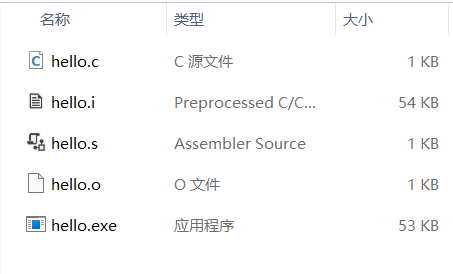 名称 类型 大小
hello.c C 源文件 1 KB
hello.i Preprocessed C/C... 54 KB
hello.s Assembler Source 1 KB
hello.o O 文件 1 KB
hello.exe 应用程序 53 KB